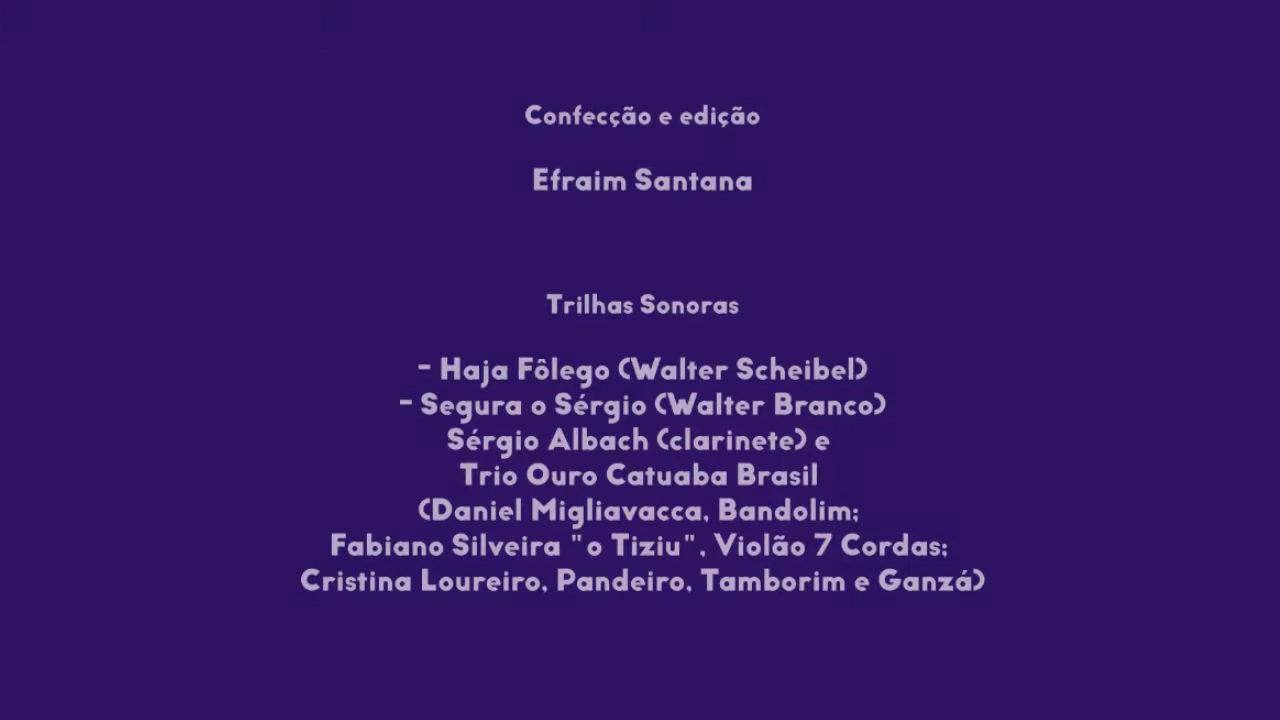 Confecção e edição
Efraim Santana
Trilhas Sonoras
- Haja Fôlego (Walter Scheibel)
- Segura o Sérgio (Walter Branco)
Sérgio Albach (clarinete) e
Trio Ouro Catuaba Brasil
(Daniel Migliavacca, Bandolim;
Fabiano Silveira "o Tiziu", Violão 7 Cordas;
Cristina Loureiro, Pandeiro, Tamborim e Ganzá)